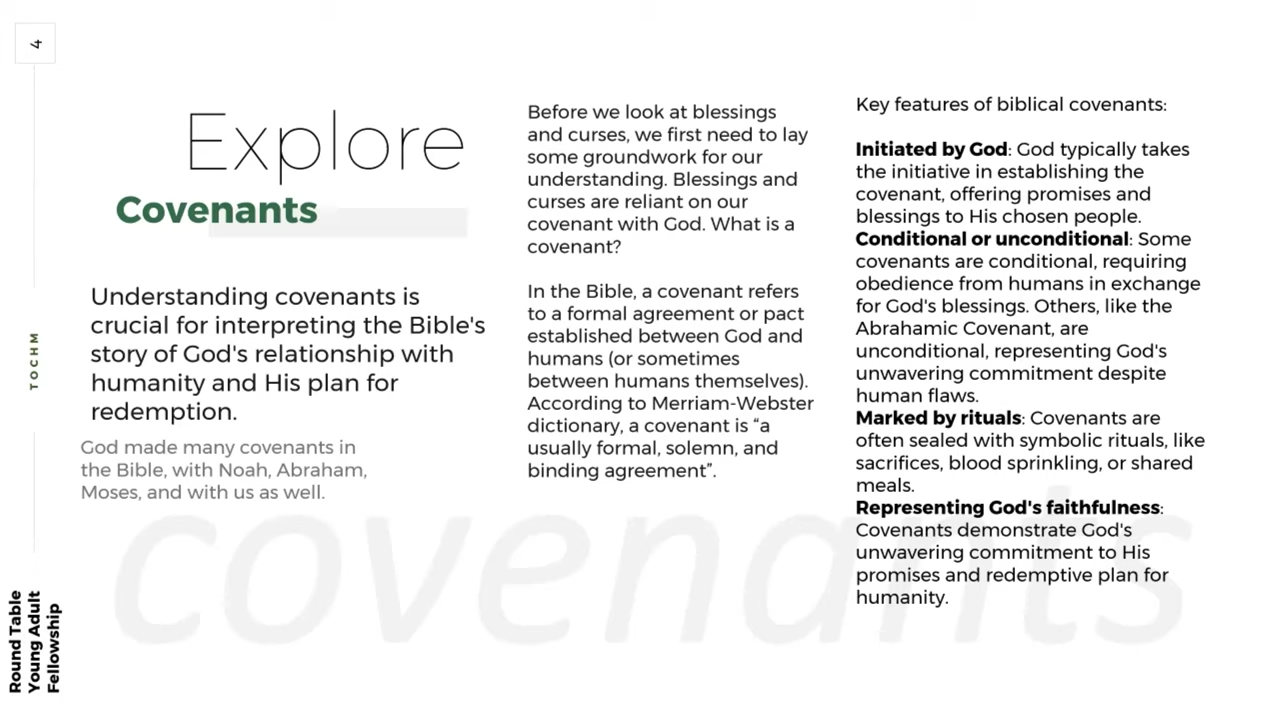 4
TOCHM
Round Table
Young Adult
Fellowship
Explore
Covenants
Understanding covenants is
crucial for interpreting the Bible's
story of God's relationship with
humanity and His plan for
redemption.
God made many covenants in
the Bible, with Noah, Abraham,
Moses, and with us as well.
Before we look at blessings
and curses, we first need to lay
some groundwork for our
understanding. Blessings and
curses are reliant on our
covenant with God. What is a
covenant?
In the Bible, a covenant refers
to a formal agreement or pact
established between God and
humans (or sometimes
between humans themselves).
According to Merriam-Webster
dictionary, a covenant is “a
usually formal, solemn, and
binding agreement”.
Key features of biblical covenants:
Initiated by God: God typically takes
the initiative in establishing the
covenant, offering promises and
blessings to His chosen people.
Conditional or unconditional: Some
covenants are conditional, requiring
obedience from humans in exchange
for God's blessings. Others, like the
Abrahamic Covenant, are
unconditional, representing God's
unwavering commitment despite
human flaws.
Marked by rituals: Covenants are
often sealed with symbolic rituals, like
sacrifices, blood sprinkling, or shared
meals.
Representing God's faithfulness:
Covenants demonstrate God's
unwavering commitment to His
promises and redemptive plan for
humanity.
covenants